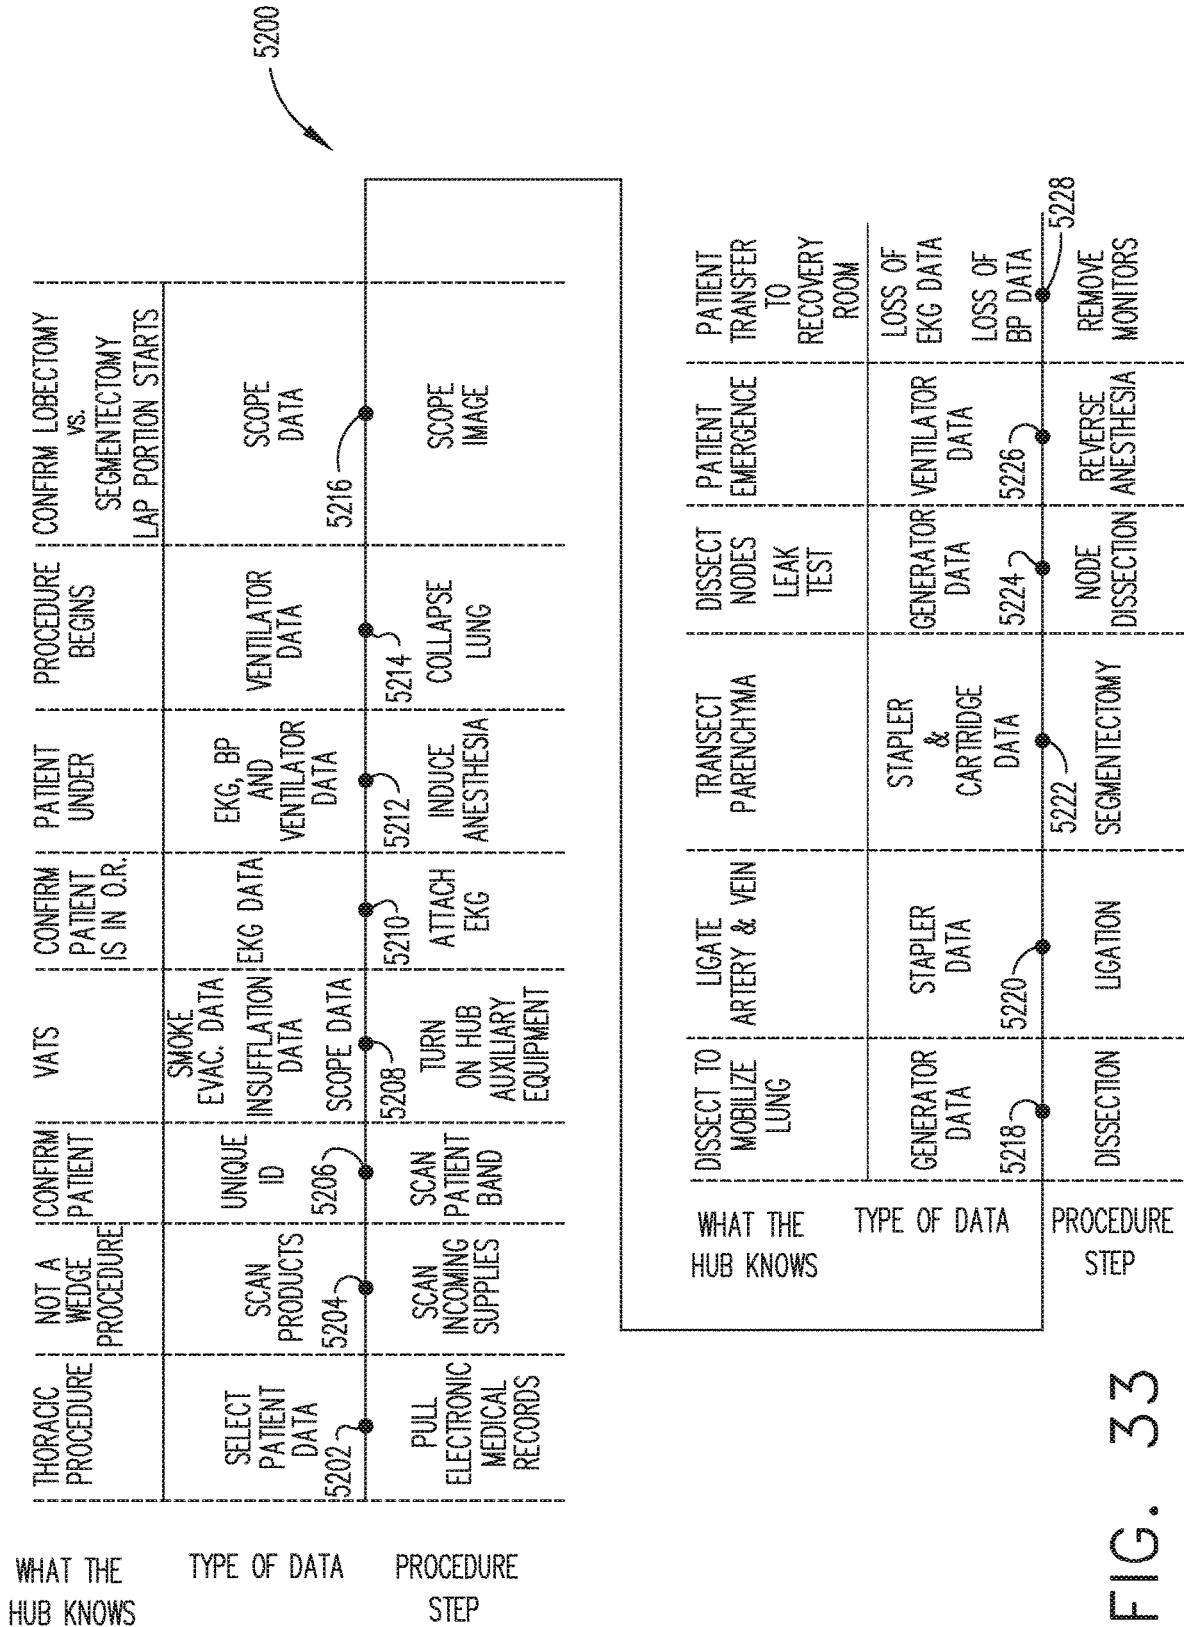 5200
WHAT THE
HUB KNOWS
THORACIC
PROCEDURE
NOT A
WEDGE
PROCEDURE
CONFIRM
PATIENT
VATS
CONFIRM
PATIENT
IS IN O.R.
PATIENT
UNDER
PROCEDURE
BEGINS
CONFIRM LOBECTOMY
vs.
SEGMENTECTOMY
LAP PORTION STARTS
TYPE OF DATA
SELECT
PATIENT
DATA
5202
SCAN
PRODUCTS
5204
UNIQUE
ID
5206
SMOKE
EVAC. DATA
INSUFFLATION
DATA
SCOPE DATA
5208
EKG DATA
5210
EKG, BP
AND
VENTILATOR
DATA
5212
VENTILATOR
DATA
5214
SCOPE
DATA
5216
PROCEDURE
STEP
PULL
ELECTRONIC
MEDICAL
RECORDS
SCAN
INCOMING
SUPPLIES
SCAN
PATIENT
BAND
TURN
ON HUB
AUXILIARY
EQUIPMENT
ATTACH
EKG
INDUCE
ANESTHESIA
COLLAPSE
LUNG
SCOPE
IMAGE
WHAT THE
HUB KNOWS
DISSECT TO
MOBILIZE
LUNG
LIGATE
ARTERY & VEIN
TRANSECT
PARENCHYMA
DISSECT
NODES
LEAK
TEST
PATIENT
EMERGENCE
PATIENT
TRANSFER
TO
RECOVERY
ROOM
TYPE OF DATA
GENERATOR
DATA
5218
STAPLER
DATA
5220
STAPLER
&
CARTRIDGE
DATA
5222
GENERATOR
DATA
5224
VENTILATOR
DATA
5226
LOSS OF
EKG DATA
LOSS OF
BP DATA
5228
PROCEDURE
STEP
DISSECTION
LIGATION
SEGMENTECTOMY
NODE
DISSECTION
REVERSE
ANESTHESIA
REMOVE
MONITORS
FIG. 33